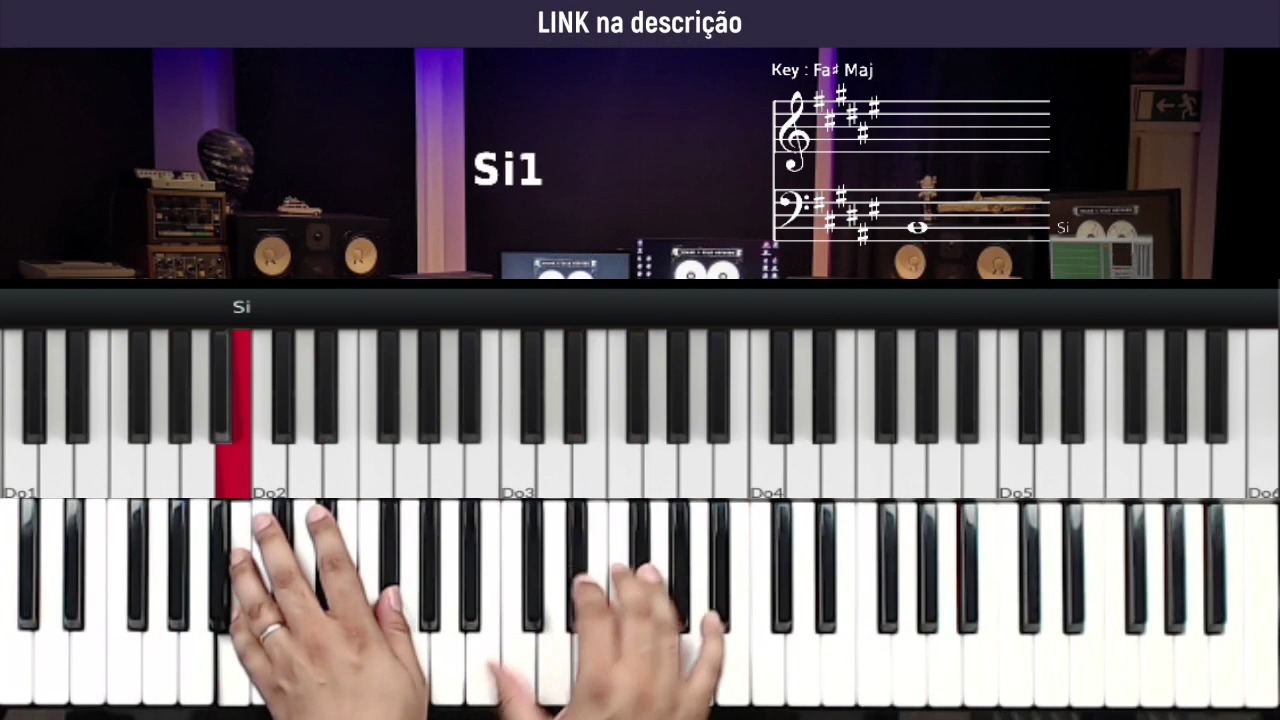 LINK na descrição
Key : Fa♯ Maj
Si1
Si
Si
Do1
Do2
Do3
Do4
Do5